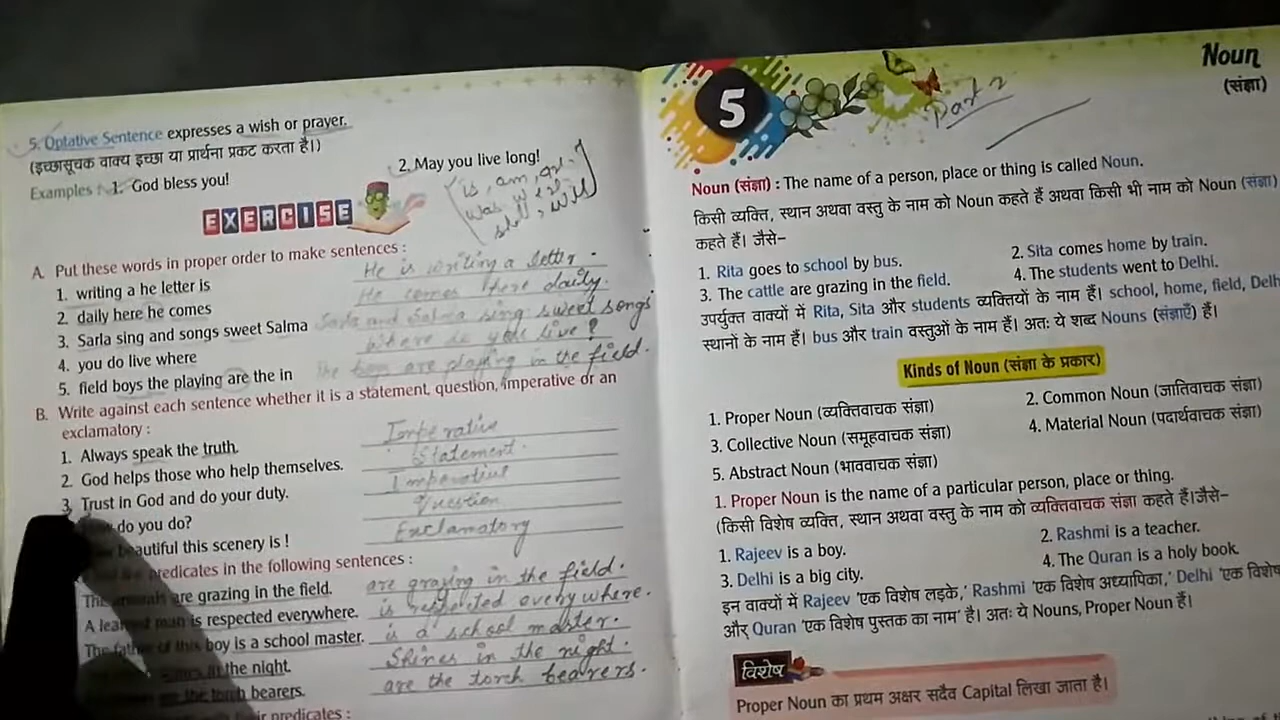 5. Optative Sentence expresses a wish or prayer.
(इच्छासूचक वाक्य इच्छा या प्रार्थना प्रकट करता है।)
Examples : 1. God bless you! 2. May you live long!
is, am, are
was, were
shall, will
EXERCISE
A. Put these words in proper order to make sentences :
1. writing a he letter is He is writing a letter.
2. daily here he comes He comes here daily.
3. Sarla sing and songs sweet Salma Sarla and Salma sing sweet songs
4. you do live where Where do you live?
5. field boys the playing are the in The boys are playing in the field.
B. Write against each sentence whether it is a statement, question, imperative or an
exclamatory :
1. Always speak the truth. Imperative
2. God helps those who help themselves. Statement.
3. Trust in God and do your duty. Imperative
do you do? Question
beautiful this scenery is ! Exclamatory
predicates in the following sentences :
are grazing in the field. are grazing in the field.
A learned man is respected everywhere. is respected everywhere.
The father of this boy is a school master. is a school master.
the night. Shines in the night.
are the torch bearers. are the torch bearers.
predicates :
5
Part 2
Noun
(संज्ञा)
Noun (संज्ञा) : The name of a person, place or thing is called Noun.
किसी व्यक्ति, स्थान अथवा वस्तु के नाम को Noun कहते हैं अथवा किसी भी नाम को Noun (संज्ञा)
कहते हैं। जैसे–
1. Rita goes to school by bus. 2. Sita comes home by train.
3. The cattle are grazing in the field. 4. The students went to Delhi.
उपर्युक्त वाक्यों में Rita, Sita और students व्यक्तियों के नाम हैं। school, home, field, Delh
स्थानों के नाम हैं। bus और train वस्तुओं के नाम हैं। अतः ये शब्द Nouns (संज्ञाएँ) हैं।
Kinds of Noun (संज्ञा के प्रकार)
1. Proper Noun (व्यक्तिवाचक संज्ञा) 2. Common Noun (जातिवाचक संज्ञा)
3. Collective Noun (समूहवाचक संज्ञा) 4. Material Noun (पदार्थवाचक संज्ञा)
5. Abstract Noun (भाववाचक संज्ञा)
1. Proper Noun is the name of a particular person, place or thing.
(किसी विशेष व्यक्ति, स्थान अथवा वस्तु के नाम को व्यक्तिवाचक संज्ञा कहते हैं।जैसे–
1. Rajeev is a boy. 2. Rashmi is a teacher.
3. Delhi is a big city. 4. The Quran is a holy book.
इन वाक्यों में Rajeev 'एक विशेष लड़के,' Rashmi 'एक विशेष अध्यापिका,' Delhi 'एक विशेष
और Quran 'एक विशेष पुस्तक का नाम' है। अतः ये Nouns, Proper Noun हैं।
विशेष
Proper Noun का प्रथम अक्षर सदैव Capital लिखा जाता है।